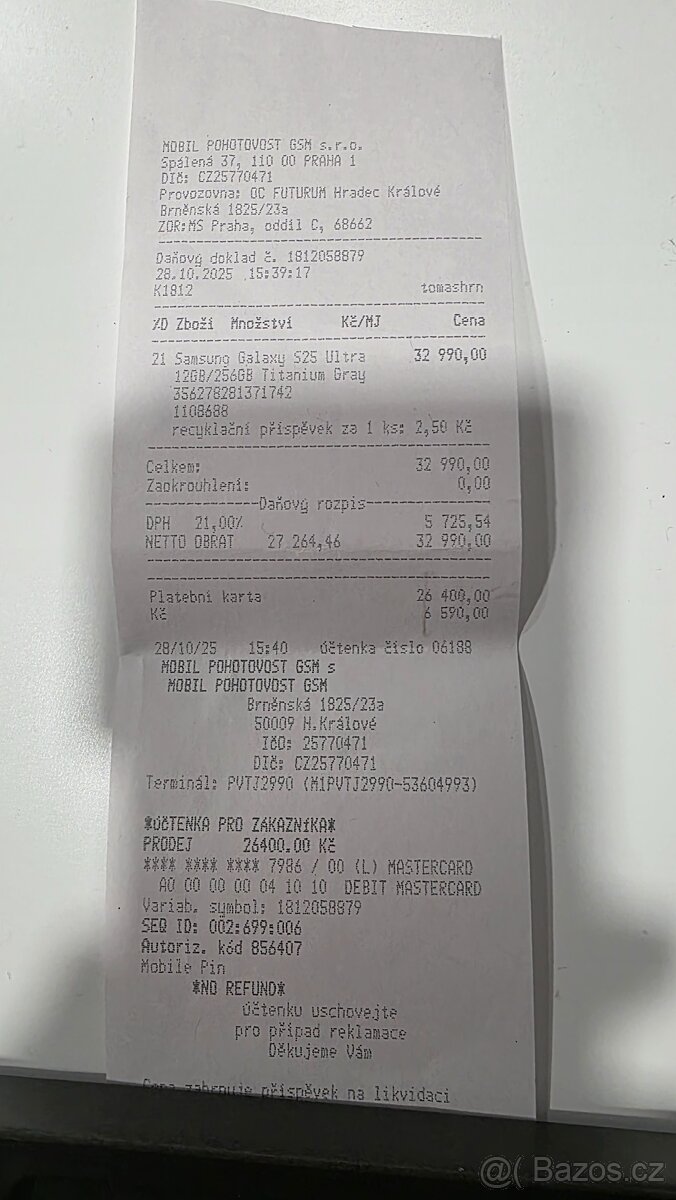 MOBIL POHOTOVOST GSM s.r.o.
Spálená 37, 110 00 PRAHA 1
DIČ: CZ25770471
Provozovna: OC FUTURUM Hradec Králové
Brněnská 1825/23a
ZOR:MS Praha, oddíl C, 68662
Daňový doklad č. 1812058879
28.10.2025 15:39:17
K1812 tomashrn
%D Zboží Množství Kč/MJ Cena
21 Samsung Galaxy S25 Ultra 32 990,00
12GB/256GB Titanium Gray
356278281371742
1108688
recyklační příspěvek za 1 ks: 2,50 Kč
Celkem: 32 990,00
Zaokrouhlení: 0,00
Daňový rozpis
DPH 21,00% 5 725,54
NETTO OBRAT 27 264,46 32 990,00
Platební karta 26 400,00
Kč 6 590,00
28/10/25 15:40 účtenka číslo 06188
MOBIL POHOTOVOST GSM s
MOBIL POHOTOVOST GSM
Brněnská 1825/23a
50009 H.Králové
IČO: 25770471
DIČ: CZ25770471
Terminál: PVTJ2990 (M1PVTJ2990-53604993)
*ÚČTENKA PRO ZÁKAZNÍKA*
PRODEJ 26400.00 Kč
**** **** **** 7986 / 00 (L) MASTERCARD
A0 00 00 00 04 10 10 DEBIT MASTERCARD
Variab. symbol: 1812058879
SEQ ID: 002:699:006
Autoriz. kód 856407
Mobile Pin
*NO REFUND*
účtenku uschovejte
pro případ reklamace
Děkujeme Vám
Cena zahrnuje příspěvek na likvidaci
@( Bazos.cz